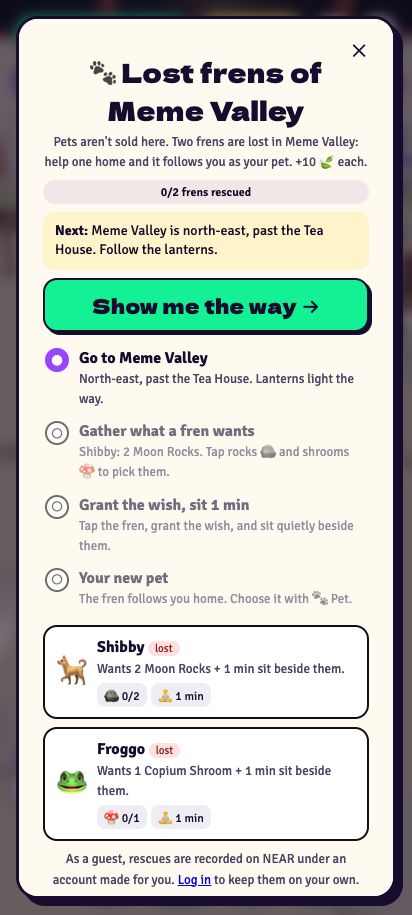 🐾 Lost frens of
Meme Valley
Pets aren't sold here. Two frens are lost in Meme Valley:
help one home and it follows you as your pet. +10 🍃 each.
0/2 frens rescued
Next: Meme Valley is north-east, past the Tea
House. Follow the lanterns.
Show me the way →
Go to Meme Valley
North-east, past the Tea House. Lanterns light the
way.
Gather what a fren wants
Shibby: 2 Moon Rocks. Tap rocks 🪨 and shrooms
🍄 to pick them.
Grant the wish, sit 1 min
Tap the fren, grant the wish, and sit quietly beside
them.
Your new pet
The fren follows you home. Choose it with 🐾 Pet.
Shibby lost
Wants 2 Moon Rocks + 1 min sit beside them.
🪨 0/2 🧘 1 min
Froggo lost
Wants 1 Copium Shroom + 1 min sit beside
them.
🍄 0/1 🧘 1 min
As a guest, rescues are recorded on NEAR under an
account made for you. Log in to keep them on your own.